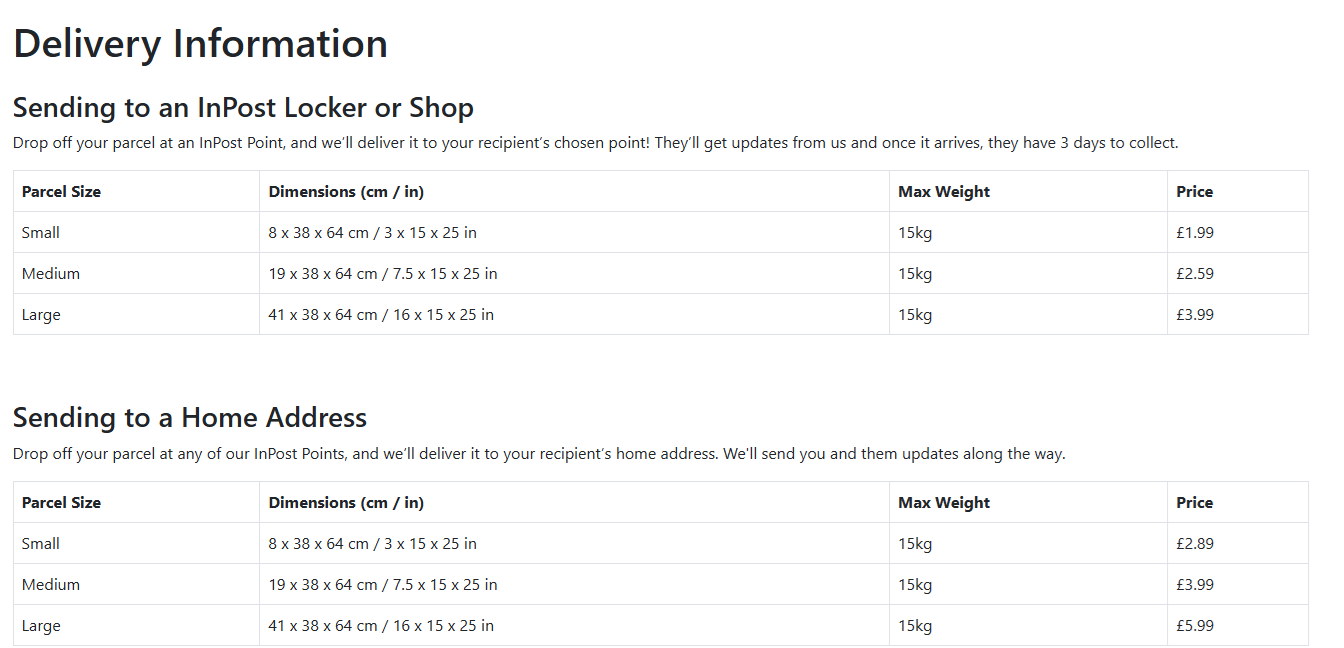 Delivery Information
Sending to an InPost Locker or Shop
Drop off your parcel at an InPost Point, and we’ll deliver it to your recipient’s chosen point! They’ll get updates from us and once it arrives, they have 3 days to collect.
Parcel Size Dimensions (cm / in) Max Weight Price
Small 8 x 38 x 64 cm / 3 x 15 x 25 in 15kg £1.99
Medium 19 x 38 x 64 cm / 7.5 x 15 x 25 in 15kg £2.59
Large 41 x 38 x 64 cm / 16 x 15 x 25 in 15kg £3.99
Sending to a Home Address
Drop off your parcel at any of our InPost Points, and we’ll deliver it to your recipient’s home address. We'll send you and them updates along the way.
Parcel Size Dimensions (cm / in) Max Weight Price
Small 8 x 38 x 64 cm / 3 x 15 x 25 in 15kg £2.89
Medium 19 x 38 x 64 cm / 7.5 x 15 x 25 in 15kg £3.99
Large 41 x 38 x 64 cm / 16 x 15 x 25 in 15kg £5.99